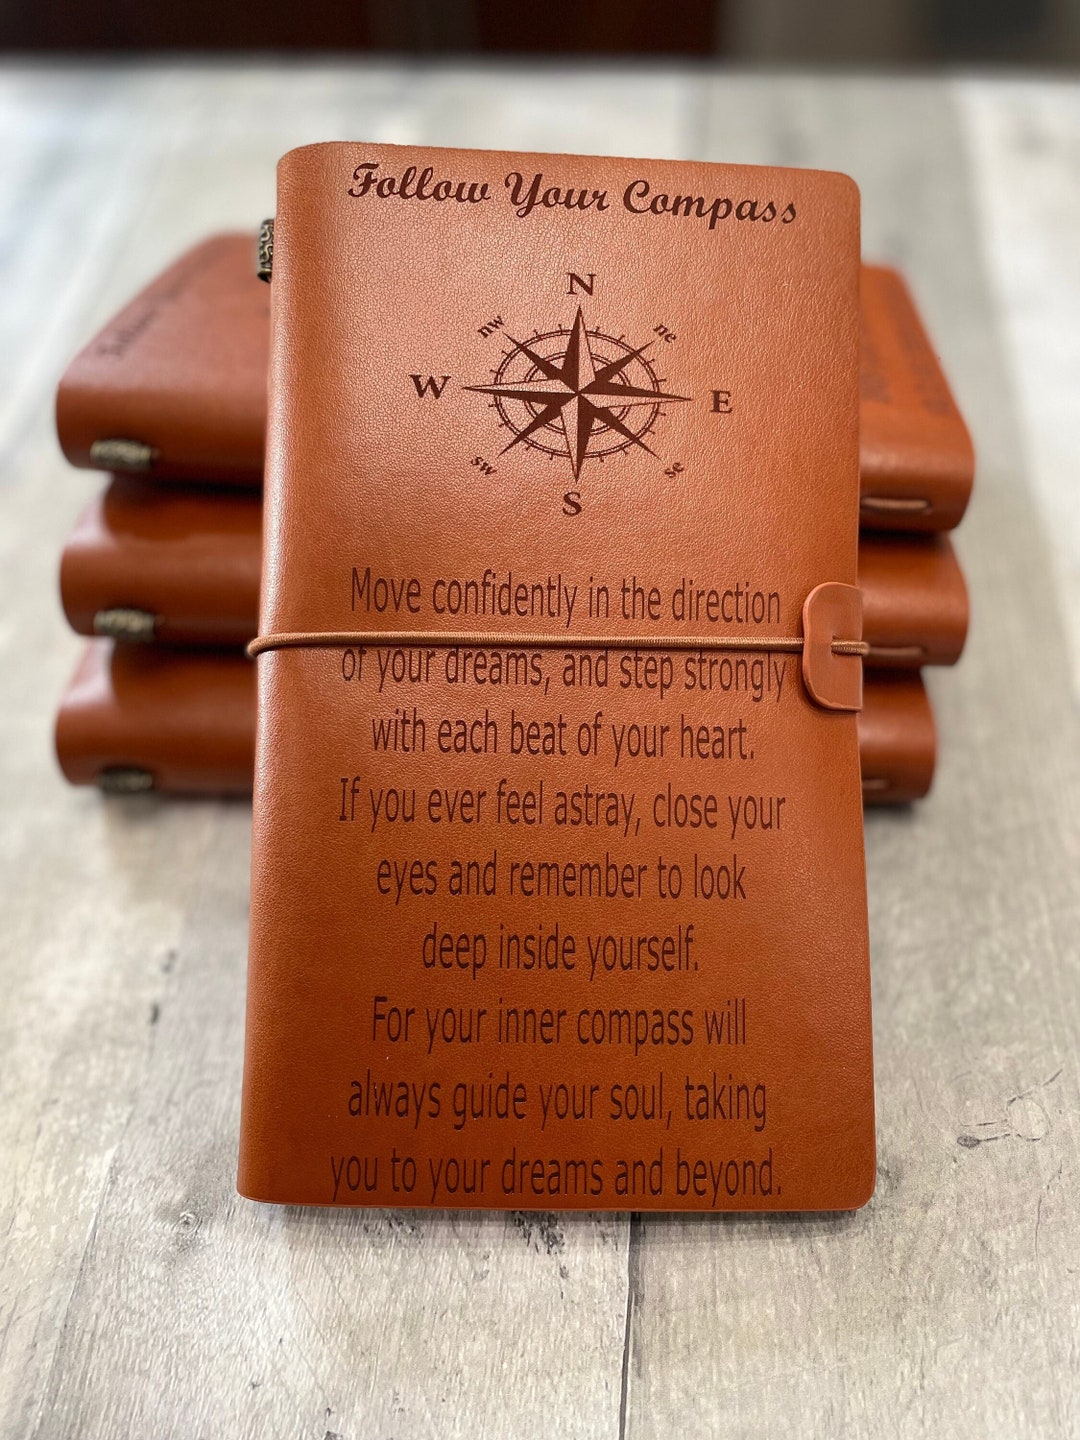 Follow Your Compass
N
nw ne
W E
sw se
S
Move confidently in the direction
of your dreams, and step strongly
with each beat of your heart.
If you ever feel astray, close your
eyes and remember to look
deep inside yourself.
For your inner compass will
always guide your soul, taking
you to your dreams and beyond.